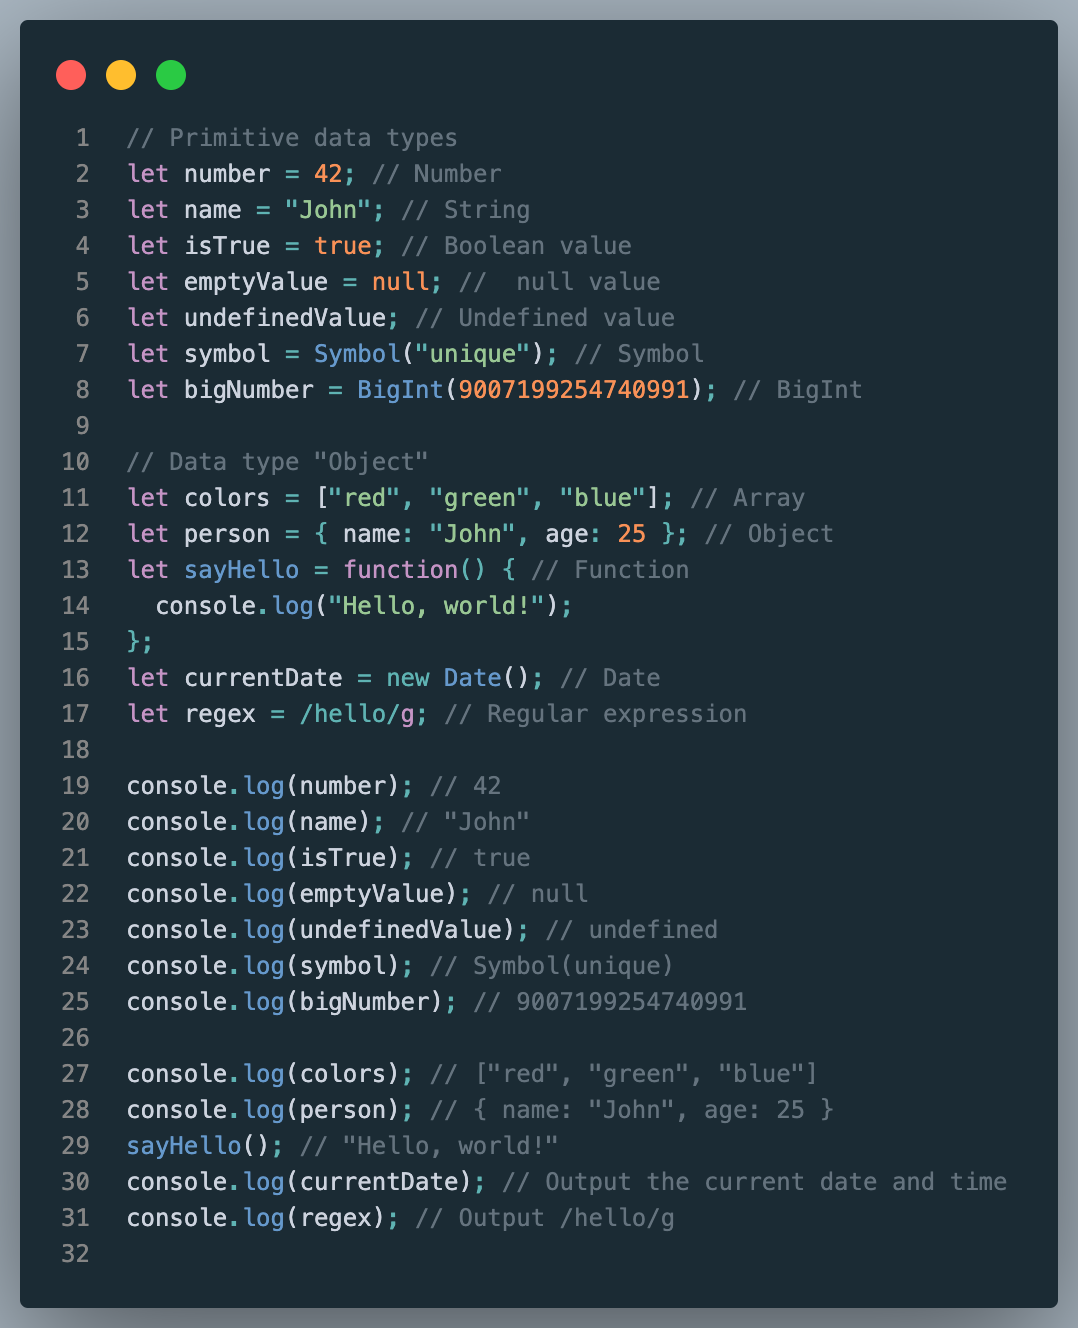 1 // Primitive data types
2 let number = 42; // Number
3 let name = "John"; // String
4 let isTrue = true; // Boolean value
5 let emptyValue = null; //  null value
6 let undefinedValue; // Undefined value
7 let symbol = Symbol("unique"); // Symbol
8 let bigNumber = BigInt(9007199254740991); // BigInt
9
10 // Data type "Object"
11 let colors = ["red", "green", "blue"]; // Array
12 let person = { name: "John", age: 25 }; // Object
13 let sayHello = function() { // Function
14   console.log("Hello, world!");
15 };
16 let currentDate = new Date(); // Date
17 let regex = /hello/g; // Regular expression
18
19 console.log(number); // 42
20 console.log(name); // "John"
21 console.log(isTrue); // true
22 console.log(emptyValue); // null
23 console.log(undefinedValue); // undefined
24 console.log(symbol); // Symbol(unique)
25 console.log(bigNumber); // 9007199254740991
26
27 console.log(colors); // ["red", "green", "blue"]
28 console.log(person); // { name: "John", age: 25 }
29 sayHello(); // "Hello, world!"
30 console.log(currentDate); // Output the current date and time
31 console.log(regex); // Output /hello/g
32